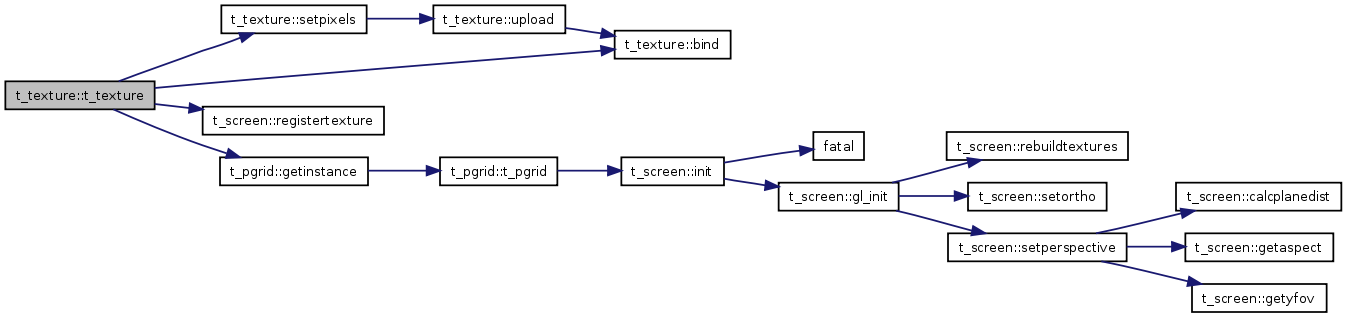 t_texture::setpixels
t_texture::upload
t_texture::bind
t_texture::t_texture
t_screen::registertexture
fatal
t_screen::rebuildtextures
t_pgrid::getinstance
t_pgrid::t_pgrid
t_screen::init
t_screen::gl_init
t_screen::setortho
t_screen::calcplanedist
t_screen::setperspective
t_screen::getaspect
t_screen::getyfov